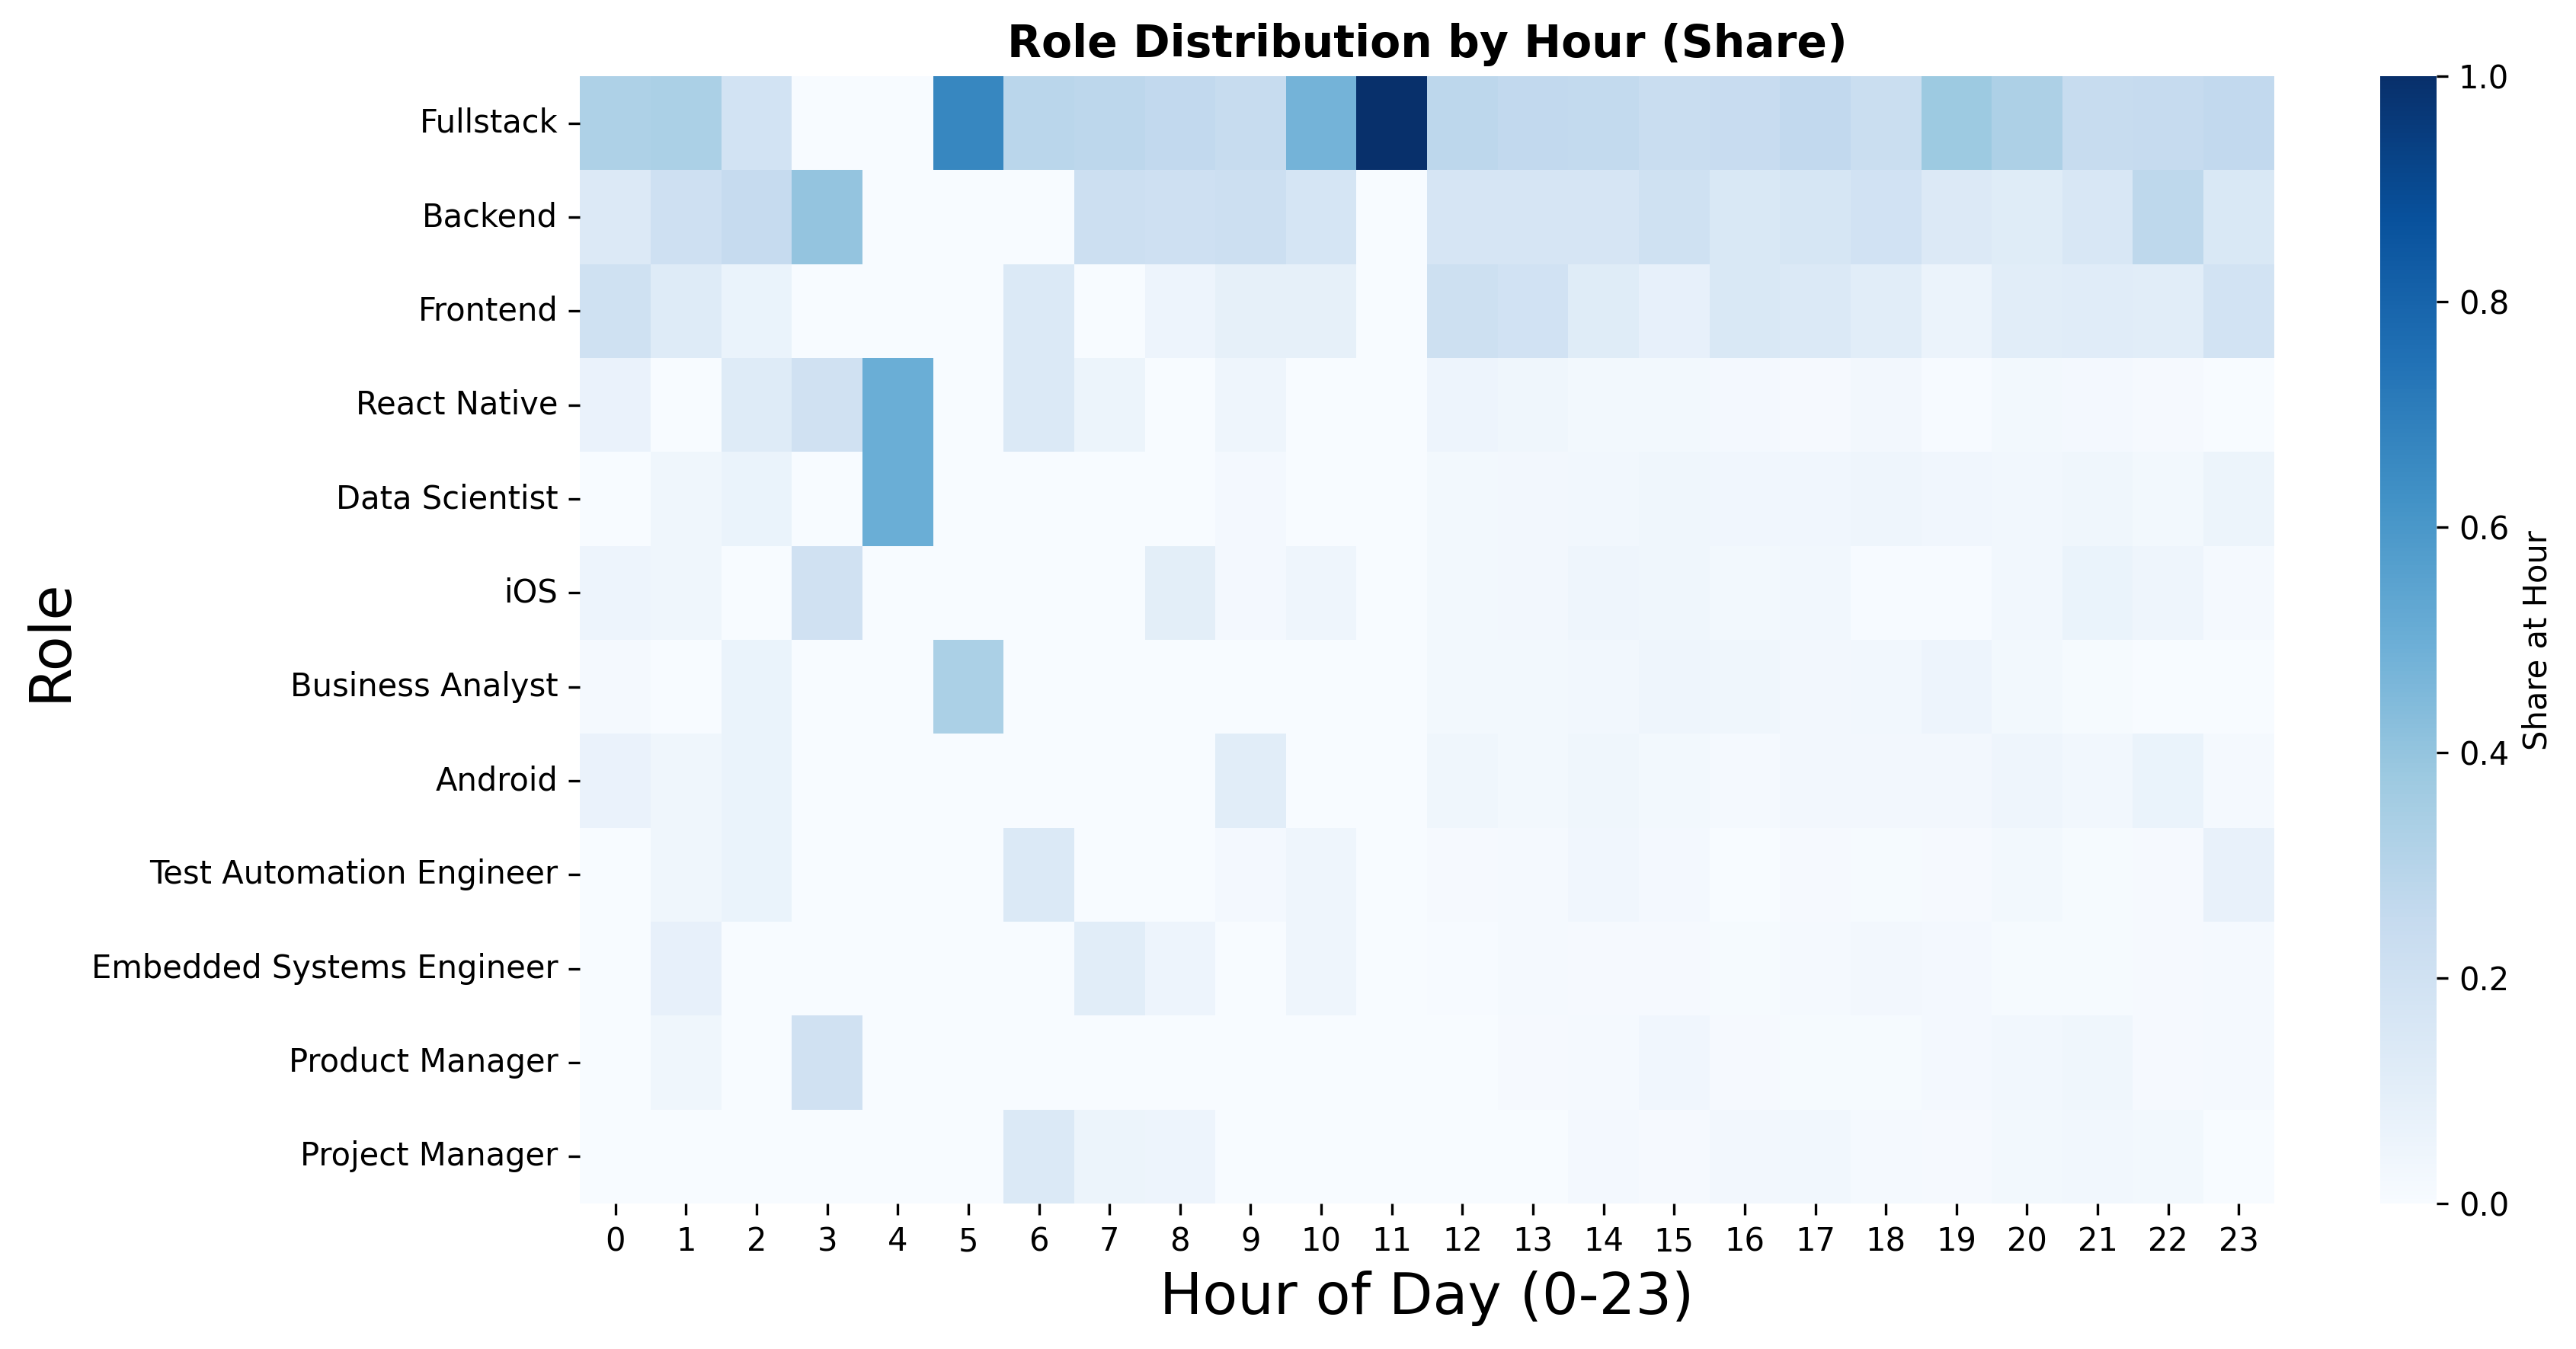 Role Distribution by Hour (Share)
Role
Fullstack
Backend
Frontend
React Native
Data Scientist
iOS
Business Analyst
Android
Test Automation Engineer
Embedded Systems Engineer
Product Manager
Project Manager
0 1 2 3 4 5 6 7 8 9 10 11 12 13 14 15 16 17 18 19 20 21 22 23
Hour of Day (0-23)
1.0
0.8
0.6
0.4
0.2
0.0
Share at Hour